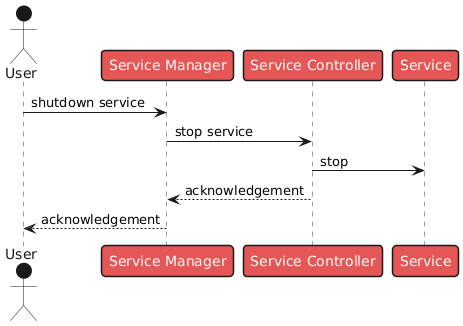 User
Service Manager
Service Controller
Service
shutdown service
stop service
stop
acknowledgement
acknowledgement
User
Service Manager
Service Controller
Service